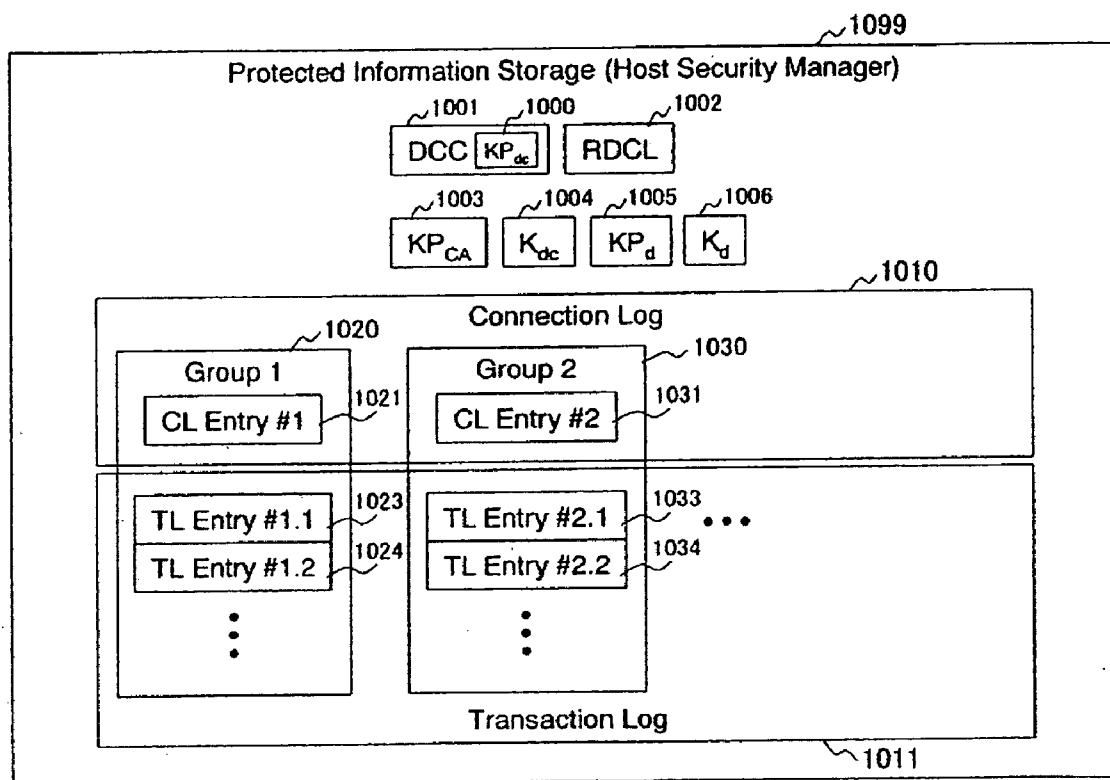 1099
Protected Information Storage (Host Security Manager)
1001 1000 1002
DCC KPdc RDCL
1003 1004 1005 1006
KPCA Kdc KPd Kd
1010
Connection Log
1020 1030
Group 1 Group 2
CL Entry #1 1021 CL Entry #2 1031
TL Entry #1.1 1023 TL Entry #2.1 1033
TL Entry #1.2 1024 TL Entry #2.2 1034
Transaction Log
1011